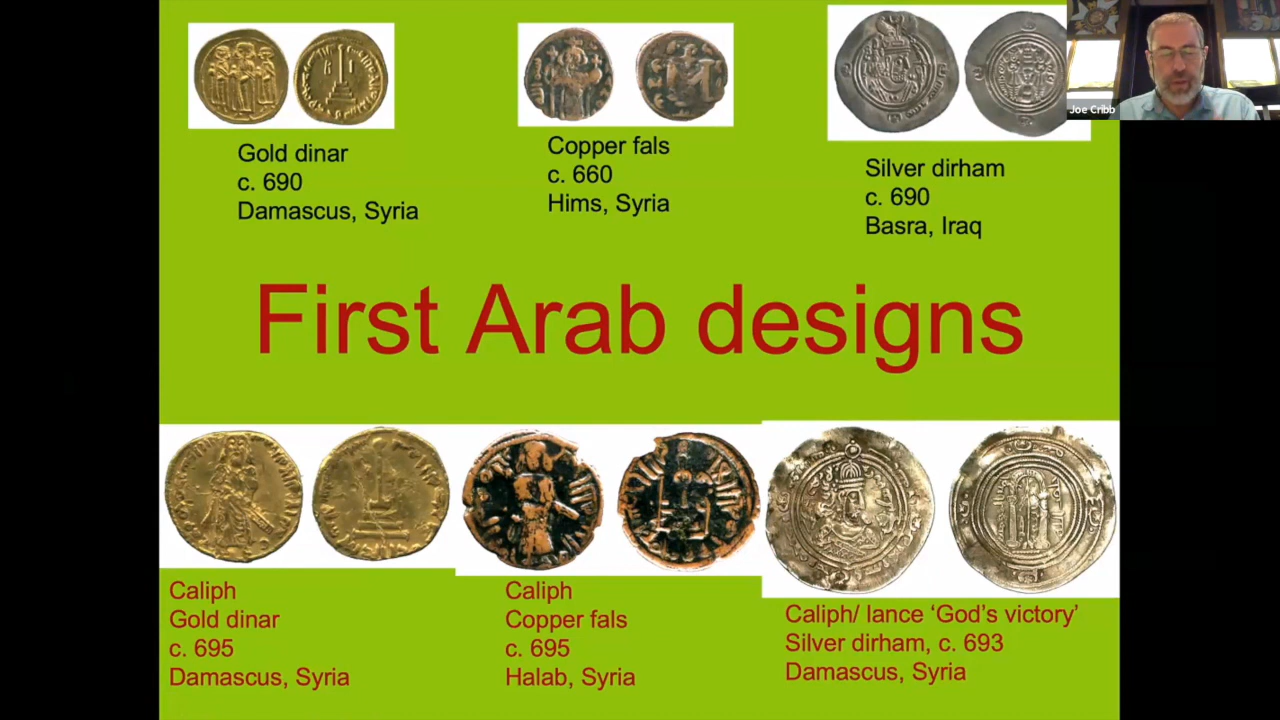 Joe Cribb
Gold dinar
c. 690
Damascus, Syria
Copper fals
c. 660
Hims, Syria
Silver dirham
c. 690
Basra, Iraq
First Arab designs
Caliph
Gold dinar
c. 695
Damascus, Syria
Caliph
Copper fals
c. 695
Halab, Syria
Caliph/ lance ‘God’s victory’
Silver dirham, c. 693
Damascus, Syria